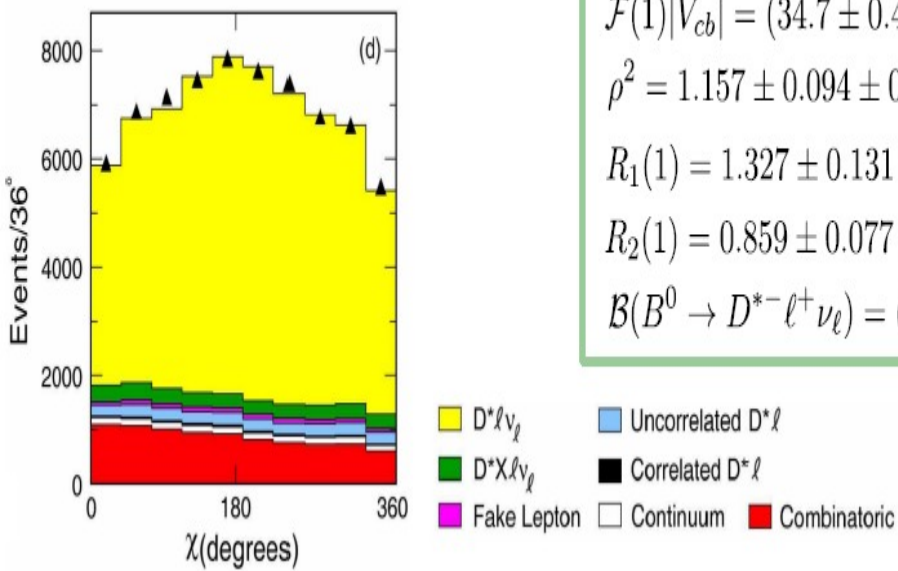 8000
6000
4000
2000
0
Events/36°
(d)
0 180 360
χ(degrees)
F(1)|V_cb| = (34.7 ± 0.4
ρ² = 1.157 ± 0.094 ± 0
R₁(1) = 1.327 ± 0.131
R₂(1) = 0.859 ± 0.077
B(B⁰ → D*⁻ℓ⁺ν_ℓ) = (
D*ℓν_ℓ
D*Xℓν_ℓ
Fake Lepton
Uncorrelated D*ℓ
Correlated D*ℓ
Continuum
Combinatoric